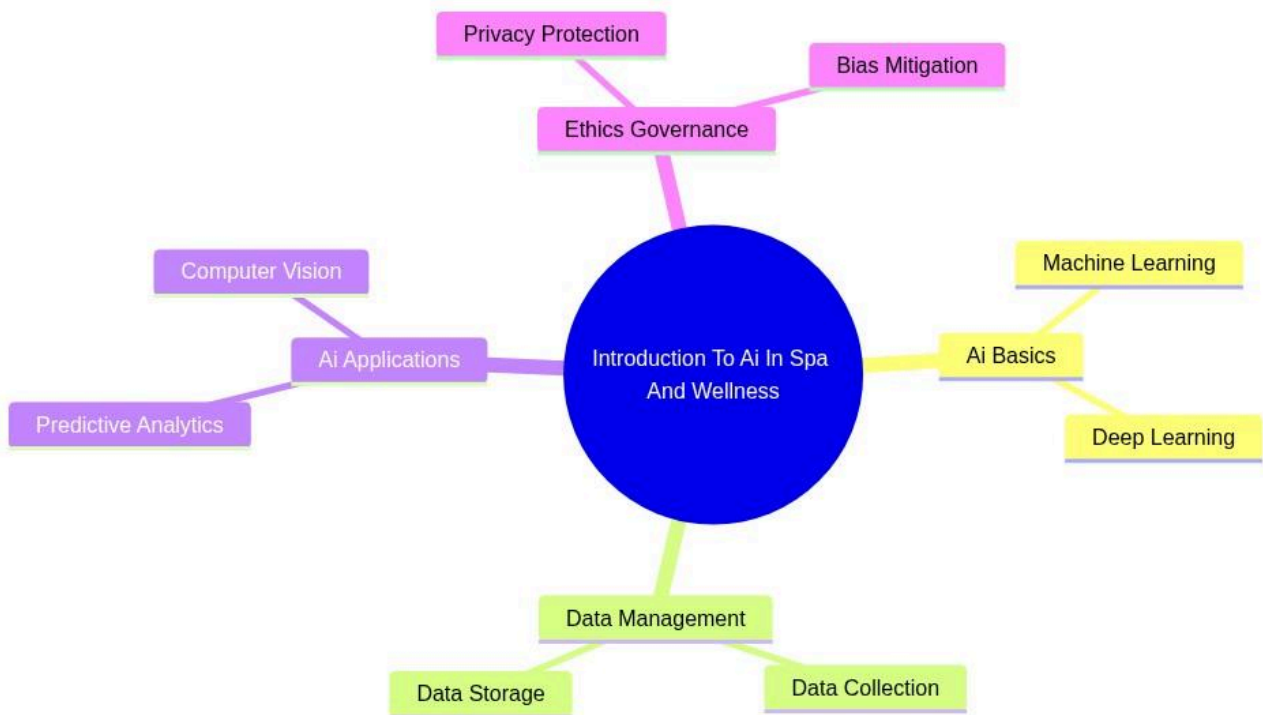 Privacy Protection
Bias Mitigation
Ethics Governance
Computer Vision
Machine Learning
Ai Applications
Introduction To Ai In Spa
And Wellness
Ai Basics
Predictive Analytics
Deep Learning
Data Management
Data Storage
Data Collection